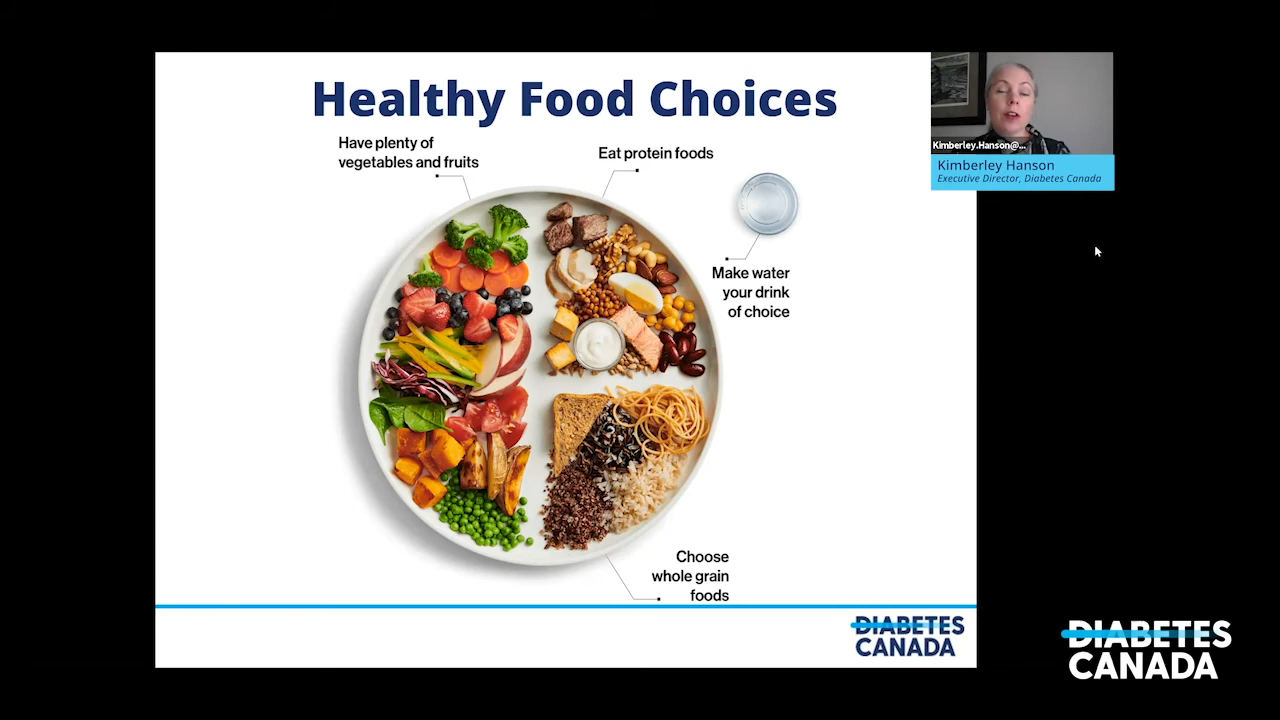 Healthy Food Choices
Have plenty of
vegetables and fruits
Eat protein foods
Make water
your drink
of choice
Choose
whole grain
foods
DIABETES
CANADA
Kimberley.Hanson@...
Kimberley Hanson
Executive Director, Diabetes Canada
DIABETES
CANADA